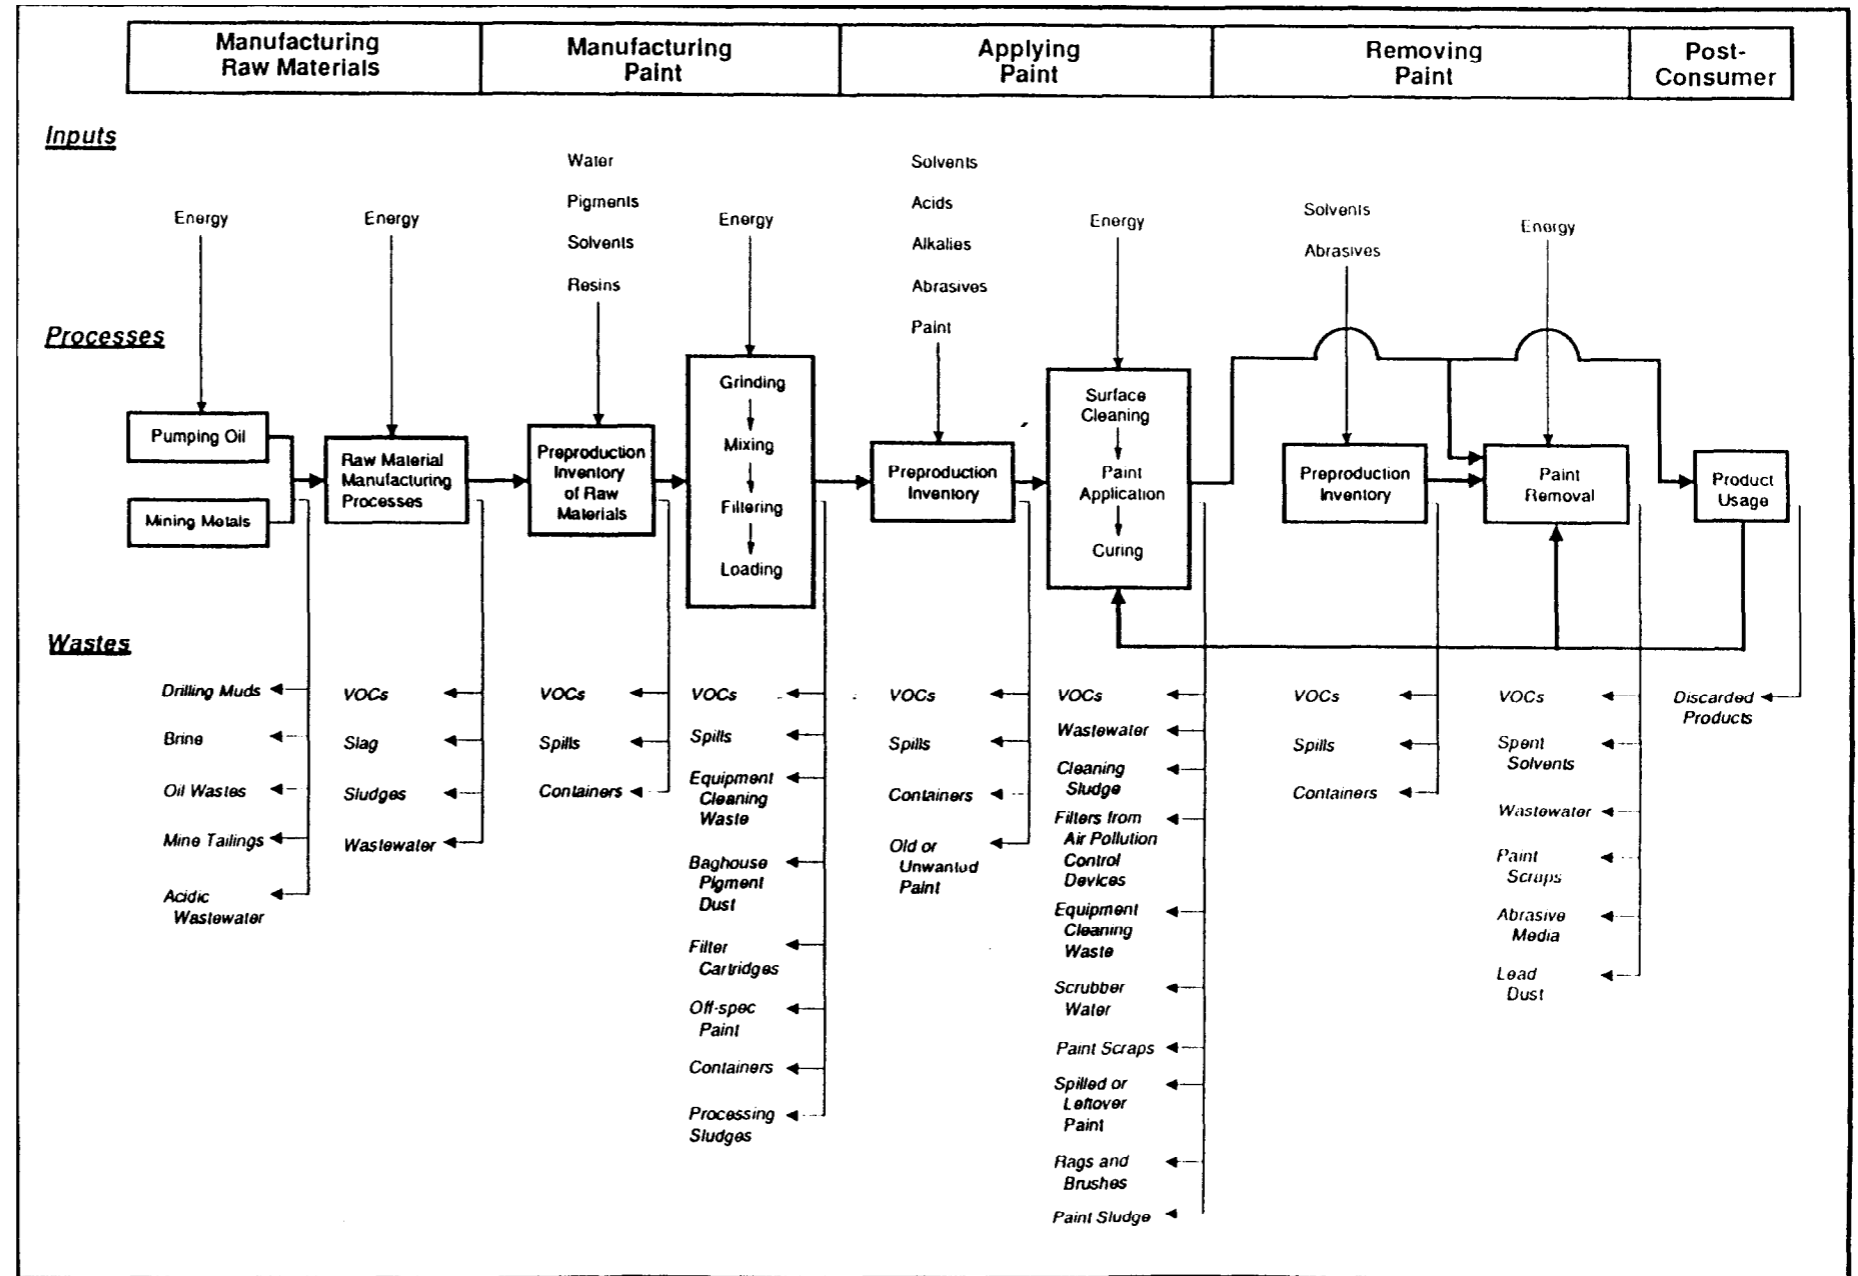 Manufacturing
Raw Materials
Manufacturing
Paint
Applying
Paint
Removing
Paint
Post-
Consumer
Inputs
Energy
Energy
Water
Pigments
Solvents
Resins
Energy
Solvents
Acids
Alkalies
Abrasives
Paint
Energy
Solvents
Abrasives
Energy
Processes
Pumping Oil
Mining Metals
Raw Material
Manufacturing
Processes
Preproduction
Inventory
of Raw
Materials
Grinding
Mixing
Filtering
Loading
Preproduction
Inventory
Surface
Cleaning
Paint
Application
Curing
Preproduction
Inventory
Paint
Removal
Product
Usage
Wastes
Drilling Muds
Brine
Oil Wastes
Mine Tailings
Acidic
Wastewater
VOCs
Slag
Sludges
Wastewater
VOCs
Spills
Containers
VOCs
Spills
Equipment
Cleaning
Waste
Baghouse
Pigment
Dust
Filter
Cartridges
Off-spec
Paint
Containers
Processing
Sludges
VOCs
Spills
Containers
Old or
Unwanted
Paint
VOCs
Wastewater
Cleaning
Sludge
Filters from
Air Pollution
Control
Devices
Equipment
Cleaning
Waste
Scrubber
Water
Paint Scraps
Spilled or
Leftover
Paint
Rags and
Brushes
Paint Sludge
VOCs
Spills
Containers
VOCs
Spent
Solvents
Wastewater
Paint
Scraps
Abrasive
Media
Lead
Dust
Discarded
Products